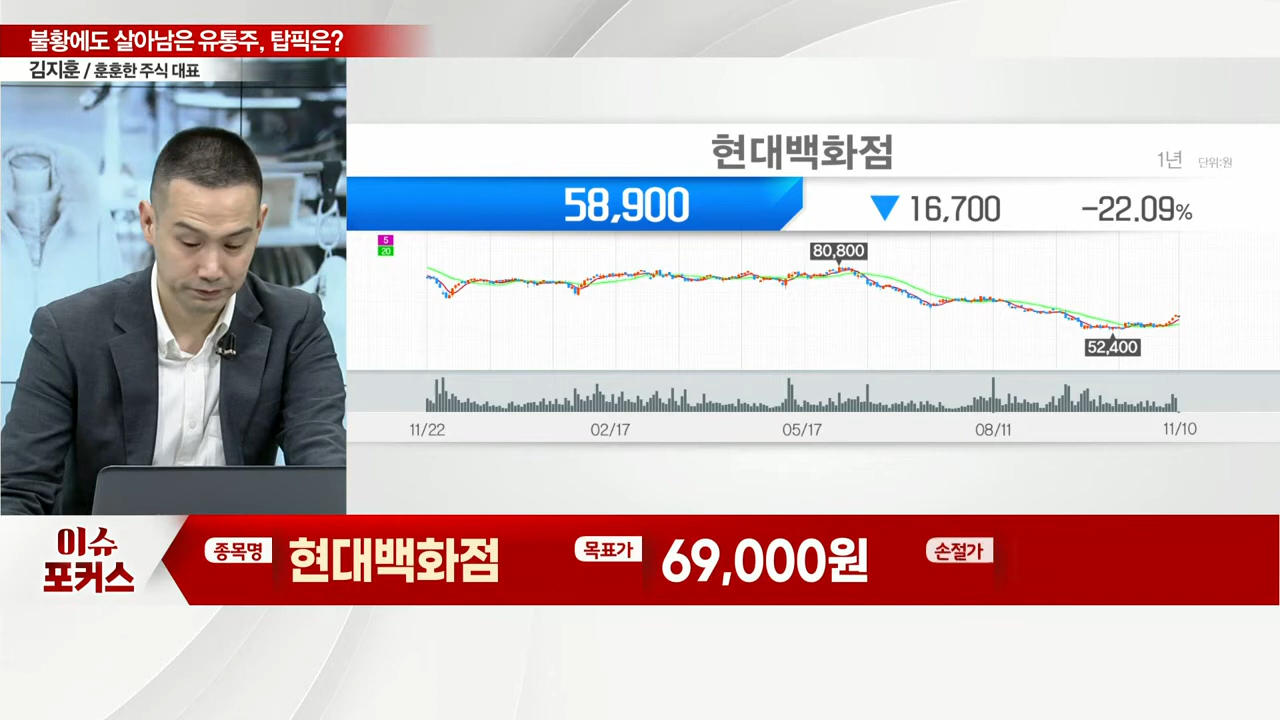 불황에도 살아남은 유통주, 탑픽은?
김지훈 / 훈훈한 주식 대표
현대백화점
1년 단위:원
58,900 ▼ 16,700 -22.09%
5
20
80,800
52,400
11/22 02/17 05/17 08/11 11/10
이슈
포커스
종목명 현대백화점 목표가 69,000원 손절가